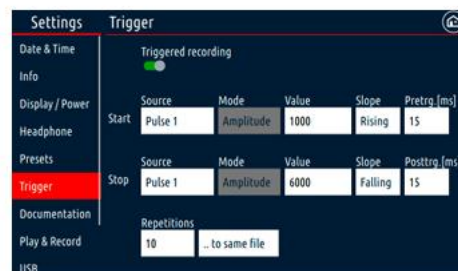 Settings
Trigger
Date & Time
Info
Display / Power
Headphone
Presets
Trigger
Documentation
Play & Record
USB
Triggered recording
Source Mode Value Slope Pretrg.[ms]
Start Pulse 1 Amplitude 1000 Rising 15
Source Mode Value Slope Posttrg.[ms
Stop Pulse 1 Amplitude 6000 Falling 15
Repetitions
10 .. to same file